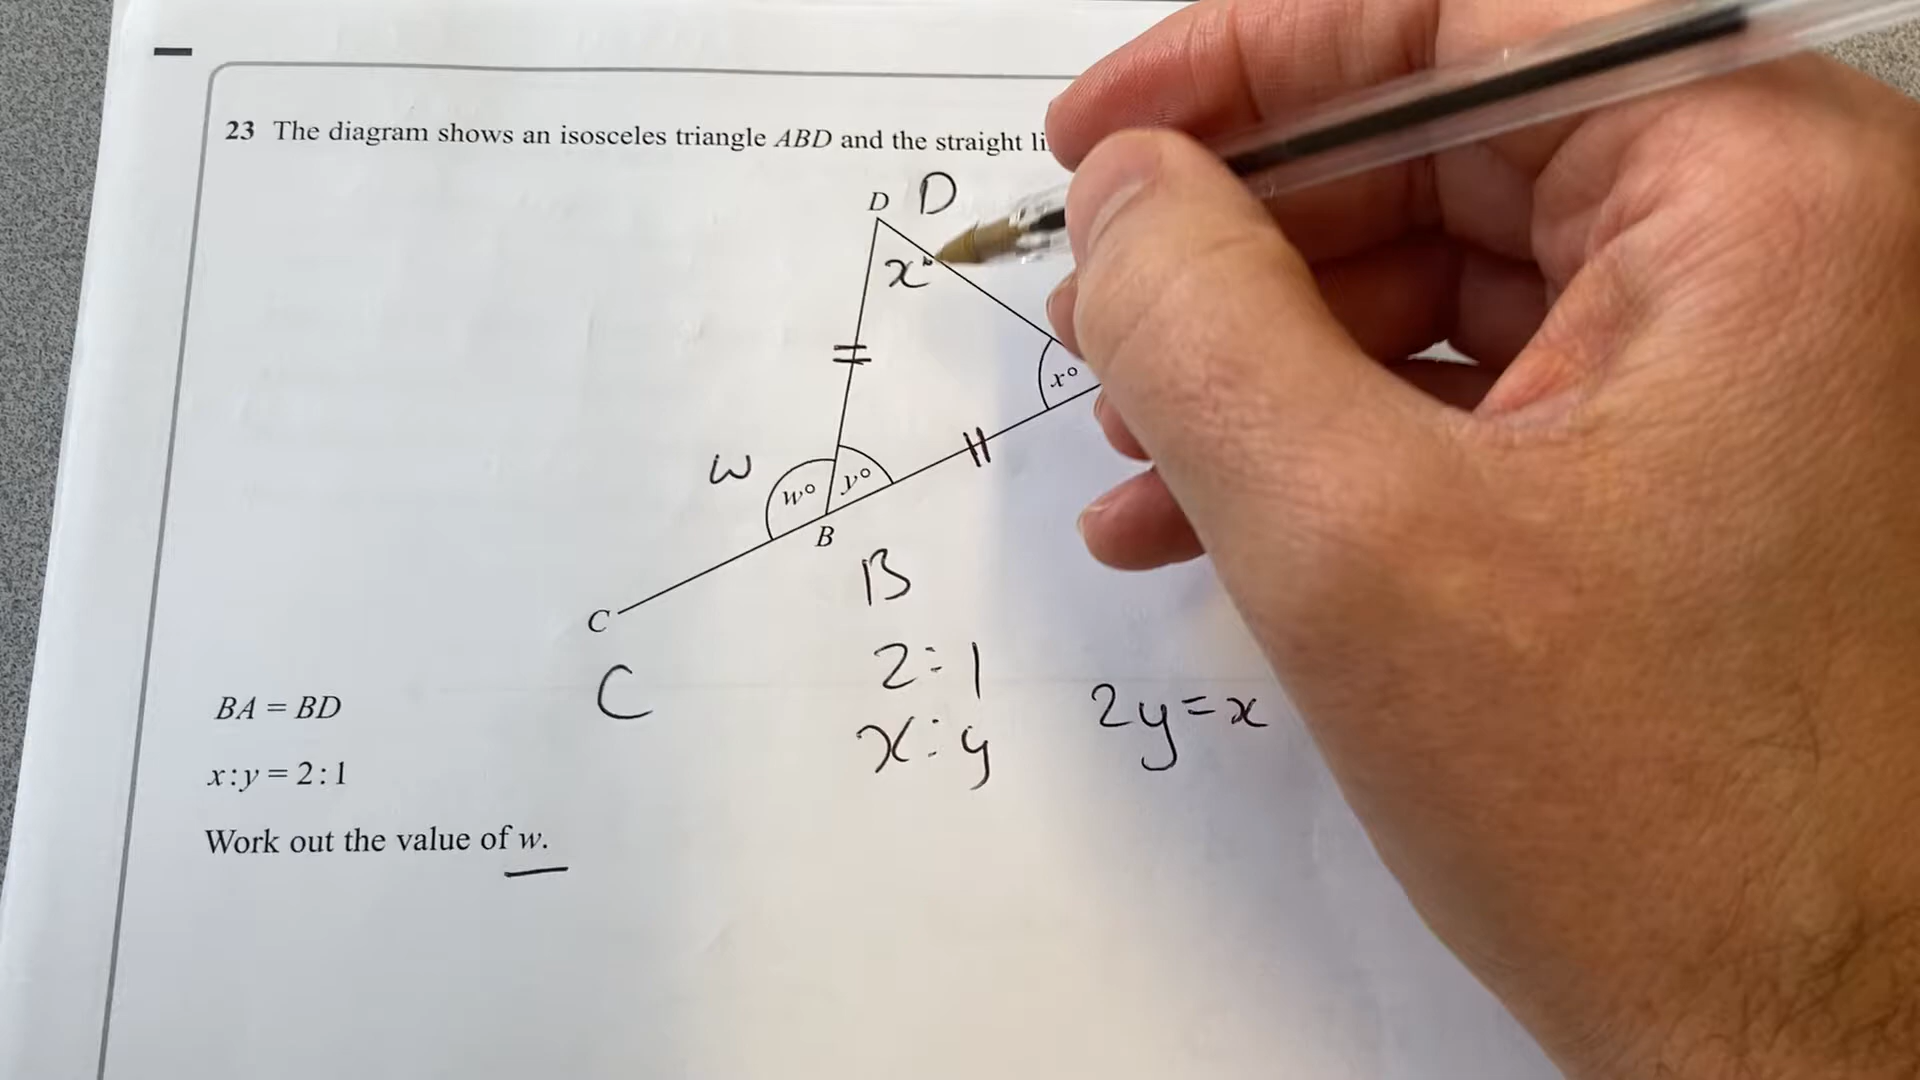 23 The diagram shows an isosceles triangle ABD and the straight
D D
x°
x°
w
w° y°
B
B
C
C
2:1
x:y
2y=x
BA = BD
x:y = 2:1
Work out the value of w.